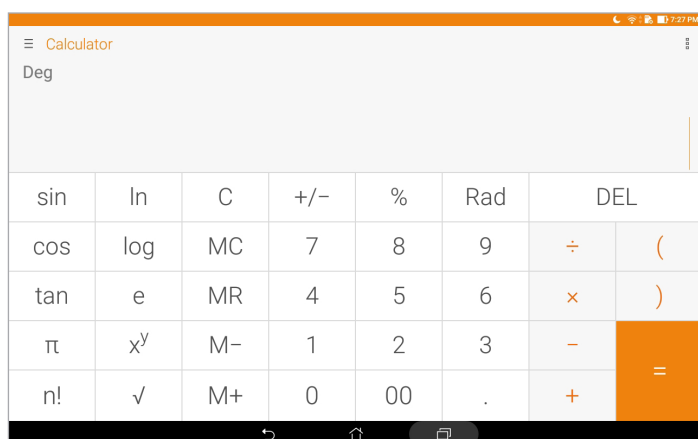 7:27 PM
Calculator
Deg
sin ln C +/− % Rad DEL
cos log MC 7 8 9 ÷ (
tan e MR 4 5 6 × )
π xʸ M− 1 2 3 − =
n! √ M+ 0 00 . +